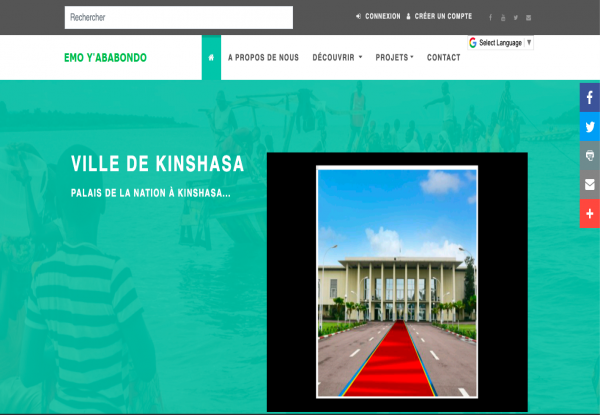 Rechercher
CONNEXION CRÉER UN COMPTE
Select Language ▼
EMO Y'ABABONDO
A PROPOS DE NOUS DÉCOUVRIR PROJETS CONTACT
VILLE DE KINSHASA
PALAIS DE LA NATION À KINSHASA...